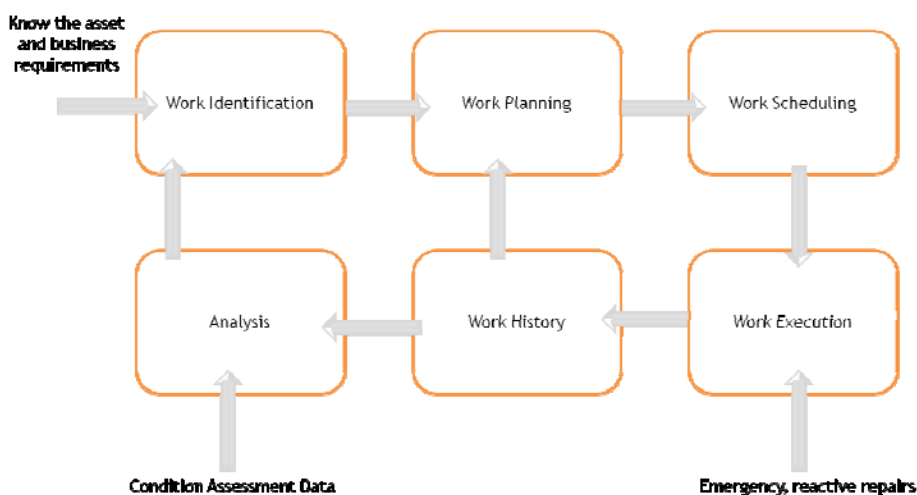 Know the asset
and business
requirements
Work Identification
Work Planning
Work Scheduling
Analysis
Work History
Work Execution
Condition Assessment Data
Emergency, reactive repairs